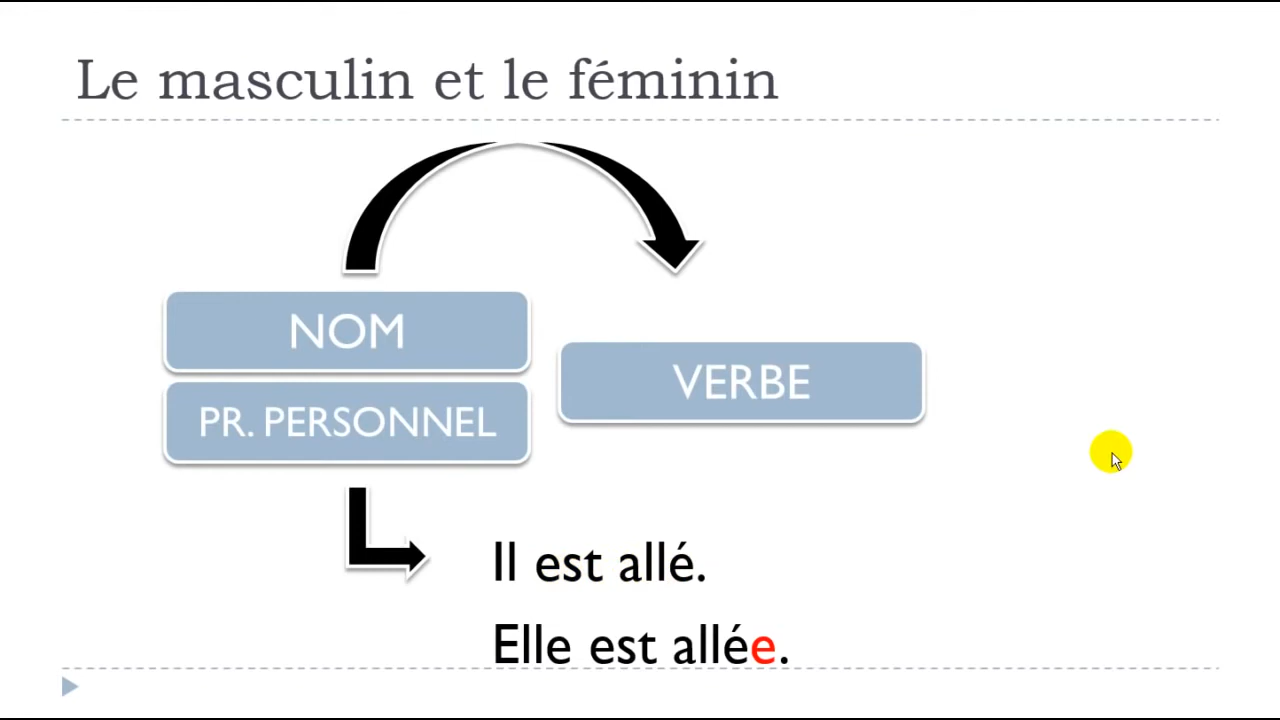 Le masculin et le féminin
NOM
PR. PERSONNEL
VERBE
Il est allé.
Elle est allée.